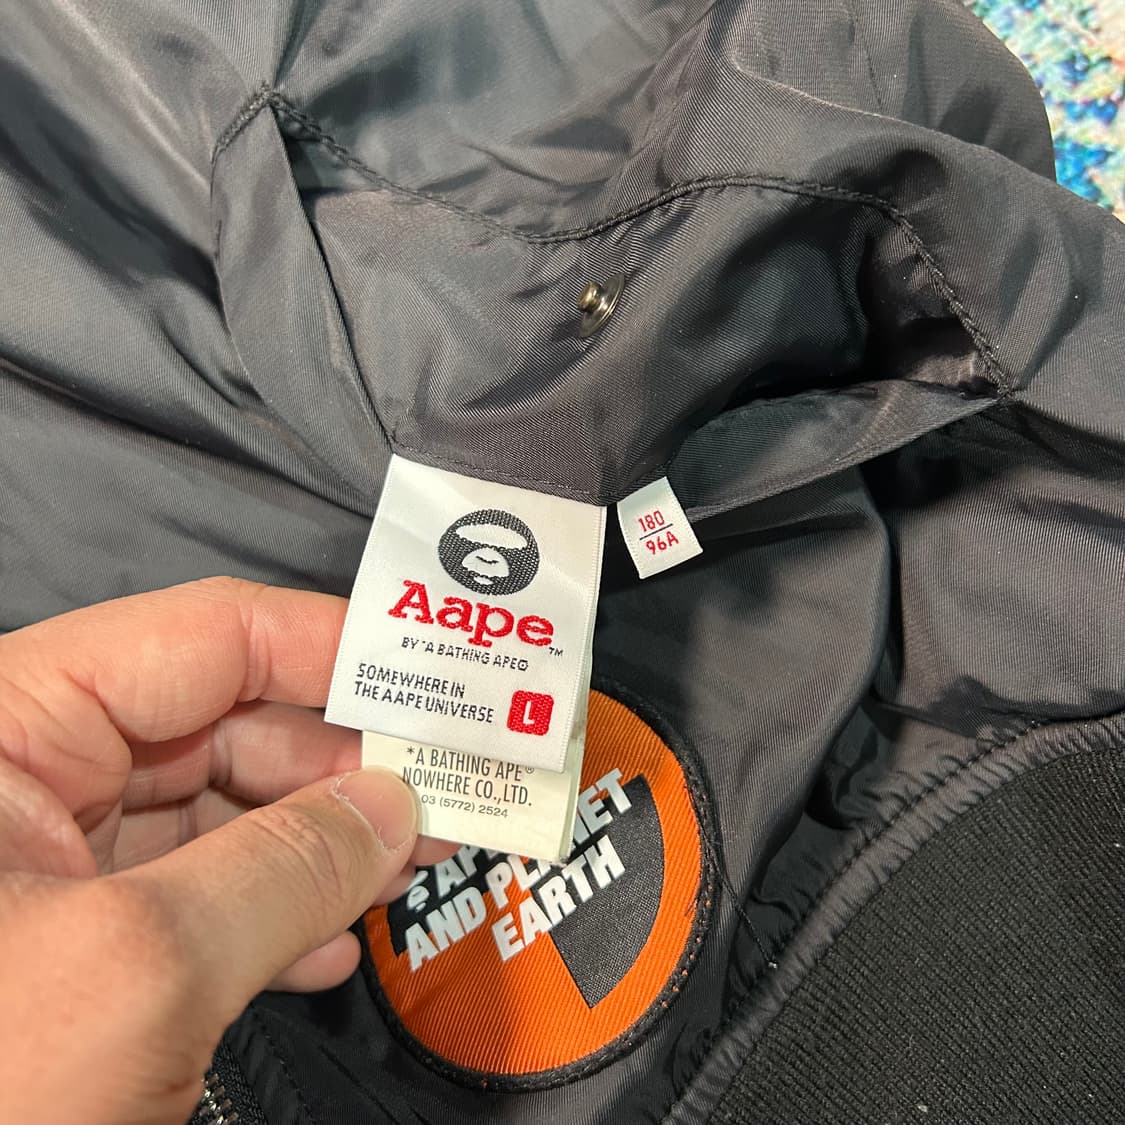 180
96A
Aape™
BY *A BATHING APE®
SOMEWHERE IN
THE AAPE UNIVERSE
L
*A BATHING APE®
NOWHERE CO.,LTD.
03 (5772) 2524
AND PLANET
EARTH